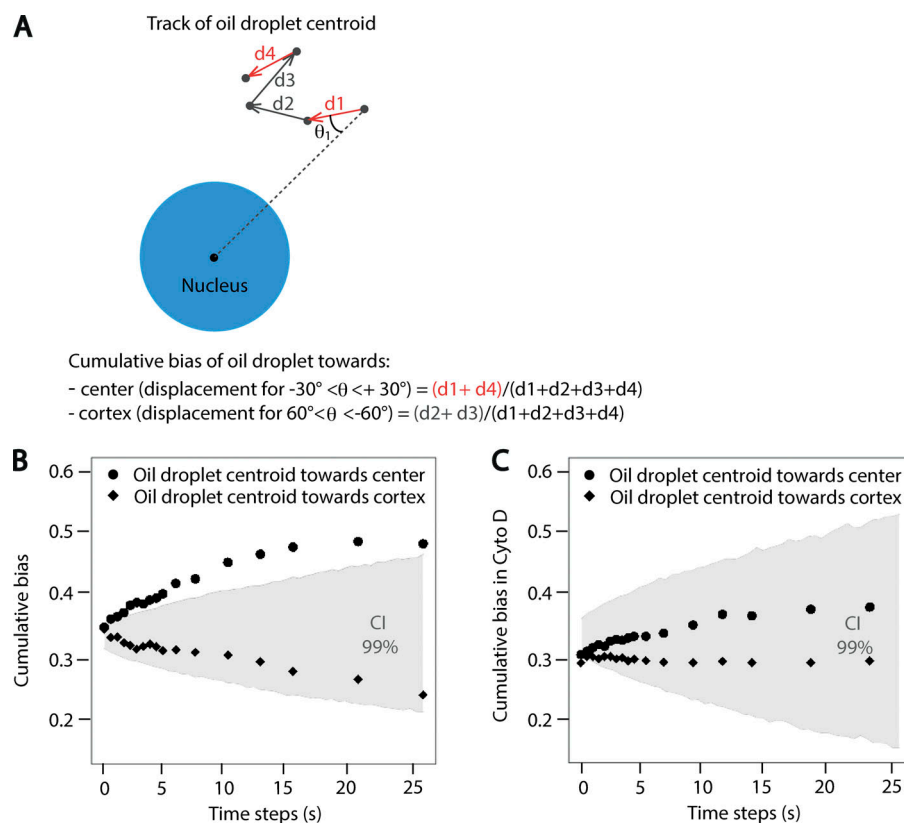 A
Track of oil droplet centroid
d4
d3
d2
d1
θ1
Nucleus
Cumulative bias of oil droplet towards:
- center (displacement for -30° <θ <+ 30°) = (d1+ d4)/(d1+d2+d3+d4)
- cortex (displacement for 60°<θ <-60°) = (d2+ d3)/(d1+d2+d3+d4)
B
Oil droplet centroid towards center
Oil droplet centroid towards cortex
Cumulative bias
0.6
0.5
0.4
0.3
0.2
CI
99%
0 5 10 15 20 25
Time steps (s)
C
Oil droplet centroid towards center
Oil droplet centroid towards cortex
Cumulative bias in Cyto D
0.6
0.5
0.4
0.3
0.2
CI
99%
0 5 10 15 20 25
Time steps (s)